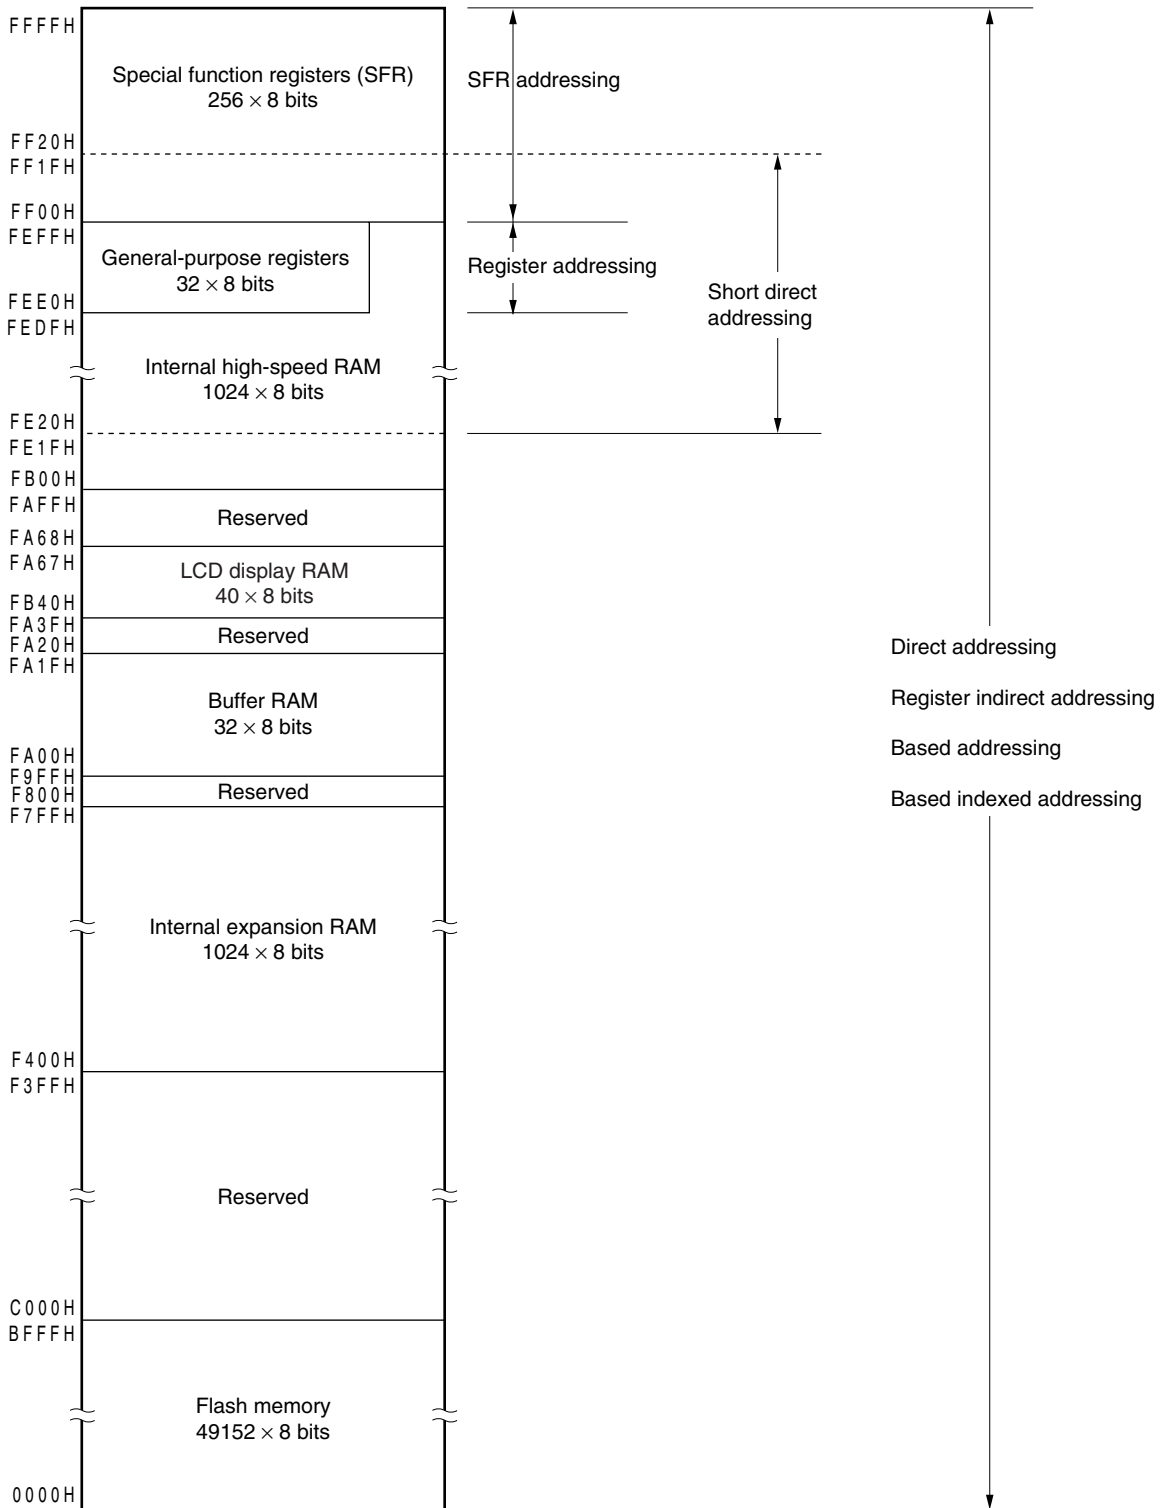 FFFFH
Special function registers (SFR)
256 × 8 bits
SFR addressing
FF20H
FF1FH
FF00H
FEFFH
General-purpose registers
32 × 8 bits
Register addressing
Short direct
addressing
FEE0H
FEDFH
Internal high-speed RAM
1024 × 8 bits
FE20H
FE1FH
FB00H
FAFFH
Reserved
FA68H
FA67H
LCD display RAM
40 × 8 bits
FB40H
FA3FH
Reserved
FA20H
FA1FH
Direct addressing
Register indirect addressing
Based addressing
Based indexed addressing
Buffer RAM
32 × 8 bits
FA00H
F9FFH
Reserved
F800H
F7FFH
Internal expansion RAM
1024 × 8 bits
F400H
F3FFH
Reserved
C000H
BFFFH
Flash memory
49152 × 8 bits
0000H